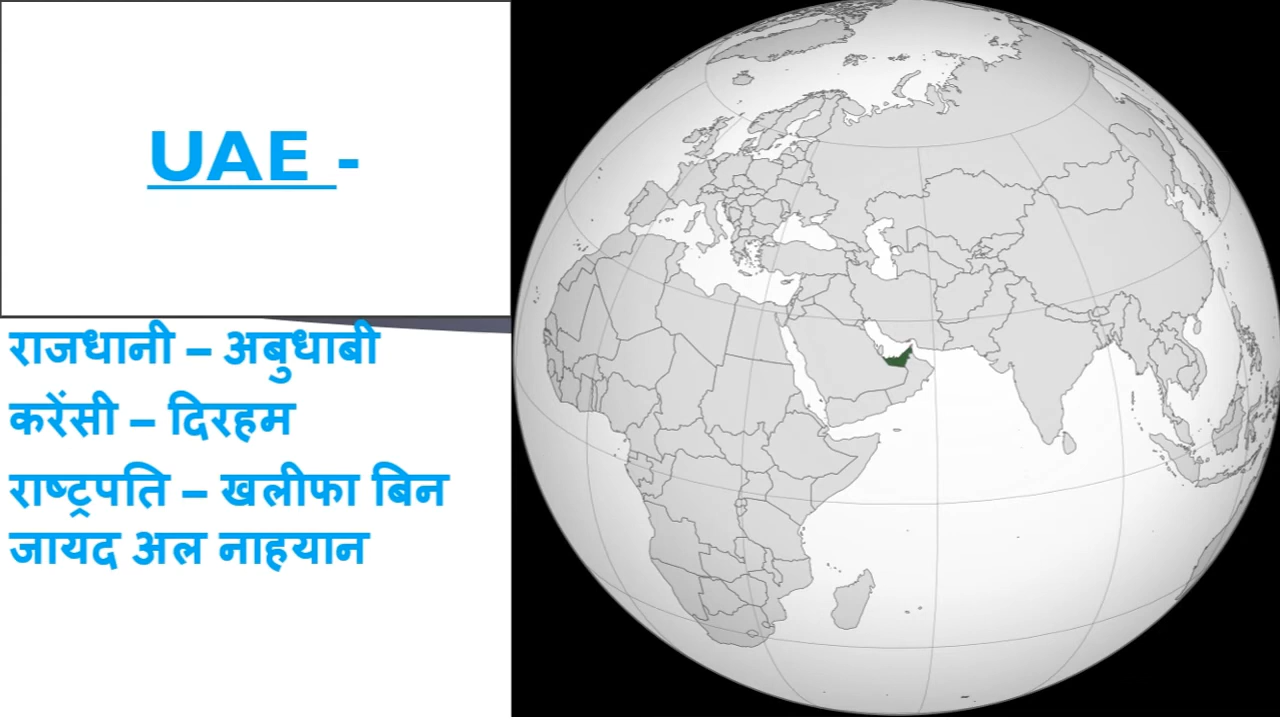 UAE -
राजधानी – अबुधाबी
करेंसी – दिरहम
राष्ट्रपति – खलीफा बिन
जायद अल नाहयान